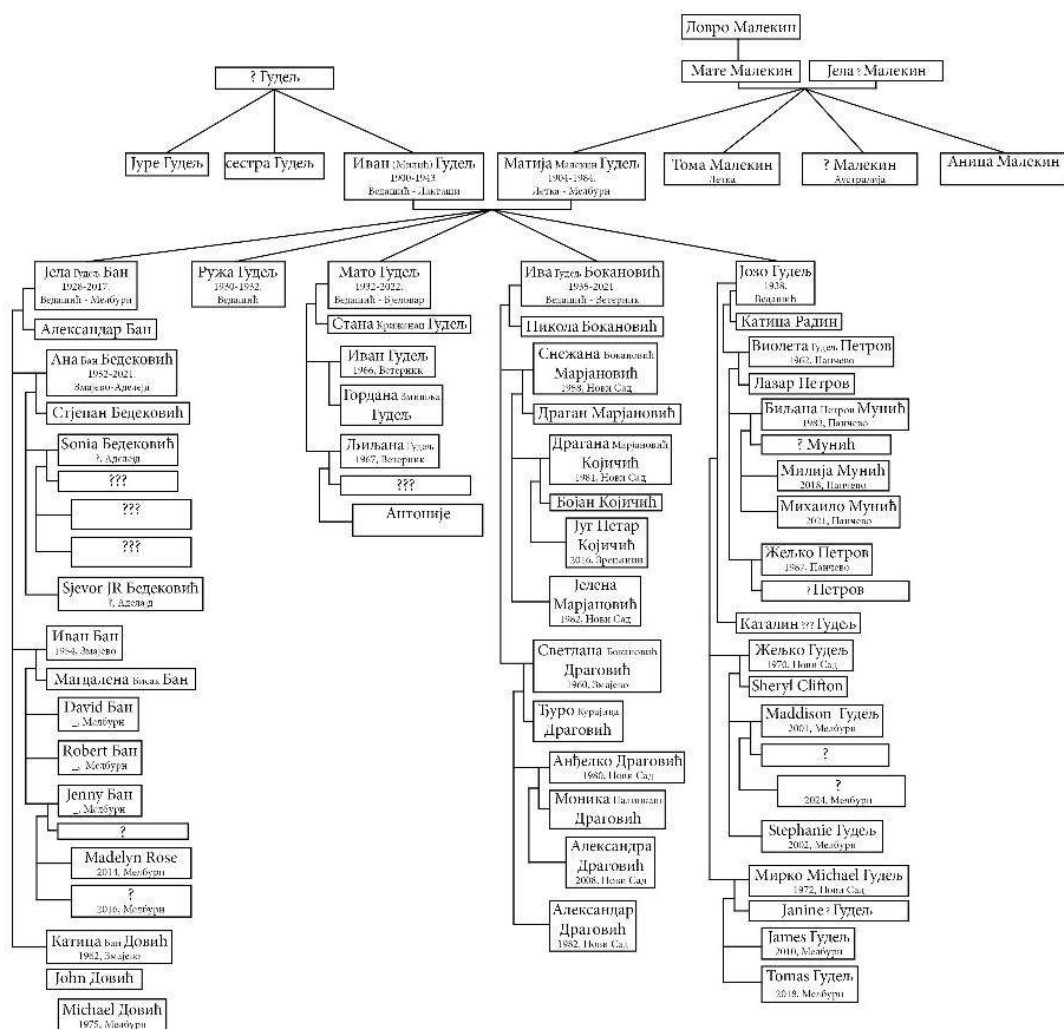 Ловро Малекин
Мате Малекин
Јела ? Малекин
? Гудељ
Јуре Гудељ
сестра Гудељ
Иван (Милић) Гудељ
1900-1943.
Ведашић - Лакташи
Матија Малекин Гудељ
1904-1984.
Летка - Мелбурн
Тома Малекин
Летка
? Малекин
Аустралија
Аница Малекин
Јела Гудељ Бан
1928-2017.
Ведашић - Мелбурн
Александар Бан
Ана Бан Бедековић
1952-2021.
Змајево-Аделејд
Стјепан Бедековић
Sonia Бедековић
?, Аделејд
???
???
???
Sjevor JR Бедековић
?, Аделајд
Иван Бан
1954, Змајево
Магдалена Бисак Бан
David Бан
_, Мелбурн
Robert Бан
_, Мелбурн
Jenny Бан
_, Мелбурн
?
Madelyn Rose
2014, Мелбурн
?
2016, Мелбурн
Катица Бан Довић
1962, Змајево
John Довић
Michael Довић
1975, Мелбурн
Ружа Гудељ
1930-1932.
Ведашић
Мато Гудељ
1932-2022.
Ведашић - Бјеловар
Стана Крижанац Гудељ
Иван Гудељ
1966, Ветерник
Гордана
Гудељ
Љиљана Гудељ
1967, Ветерник
???
Антоније
Ива Гудељ Бокановић
1935-2021
Ведашић - Ветерник
Никола Бокановић
Снежана Бокановић
Марјановић
1958, Нови Сад
Драган Марјановић
Драгана Марјановић
Којичић
1981, Нови Сад
Бојан Којичић
Југ Петар
Којичић
2016, Зрењанин
Јелена
Марјановић
1982, Нови Сад
Светлана Бокановић
Драговић
1960, Змајево
Ђуро Курајица
Драговић
Анђелко Драговић
1980, Нови Сад
Моника
Драговић
Александра
Драговић
2008, Нови Сад
Александар
Драговић
1982, Нови Сад
Јозо Гудељ
1938.
Ведашић
Катица Радин
Виолета Гудељ Петров
1962, Панчево
Лазар Петров
Биљана Петров Мунић
1983, Панчево
? Мунић
Милија Мунић
2018, Панчево
Михаило Мунић
2021, Панчево
Жељко Петров
1987, Панчево
? Петров
Каталин ??? Гудељ
Жељко Гудељ
1970, Нови Сад
Sheryl Clifton
Maddison Гудељ
2001, Мелбурн
?
?
2024, Мелбурн
Stephanie Гудељ
2002, Мелбурн
Мирко Michael Гудељ
1972, Нови Сад
Janine ? Гудељ
James Гудељ
2010, Мелбурн
Tomas Гудељ
2018, Мелбурн